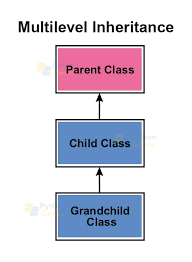 Multilevel Inheritance
Parent Class
Child Class
Grandchild
Class